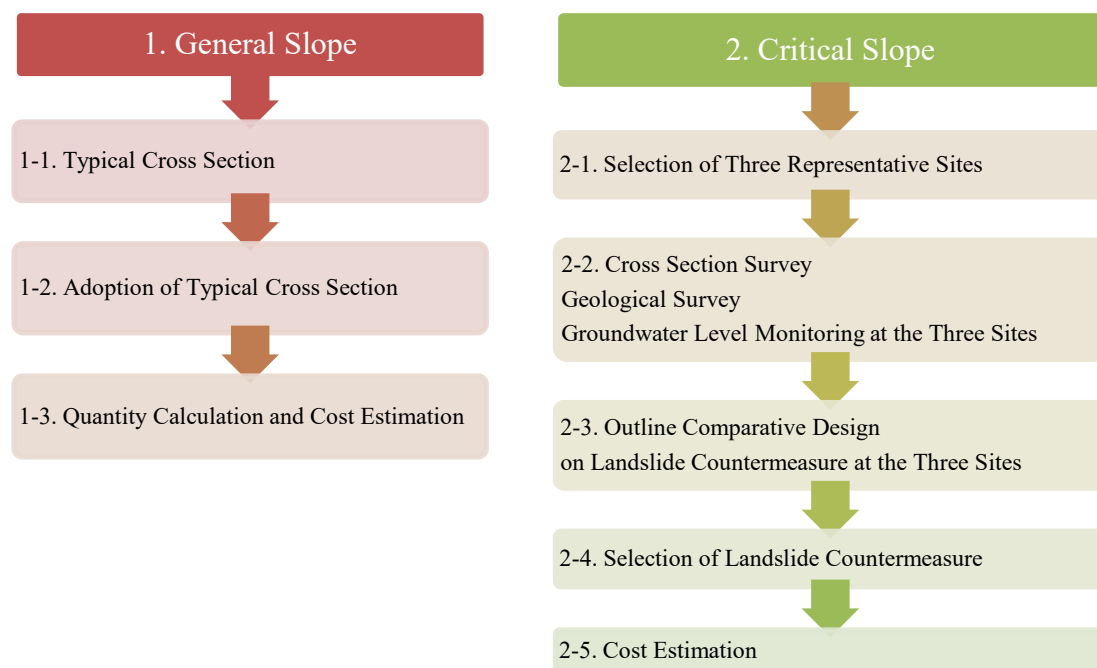 1. General Slope
1-1. Typical Cross Section
1-2. Adoption of Typical Cross Section
1-3. Quantity Calculation and Cost Estimation
2. Critical Slope
2-1. Selection of Three Representative Sites
2-2. Cross Section Survey
Geological Survey
Groundwater Level Monitoring at the Three Sites
2-3. Outline Comparative Design
on Landslide Countermeasure at the Three Sites
2-4. Selection of Landslide Countermeasure
2-5. Cost Estimation